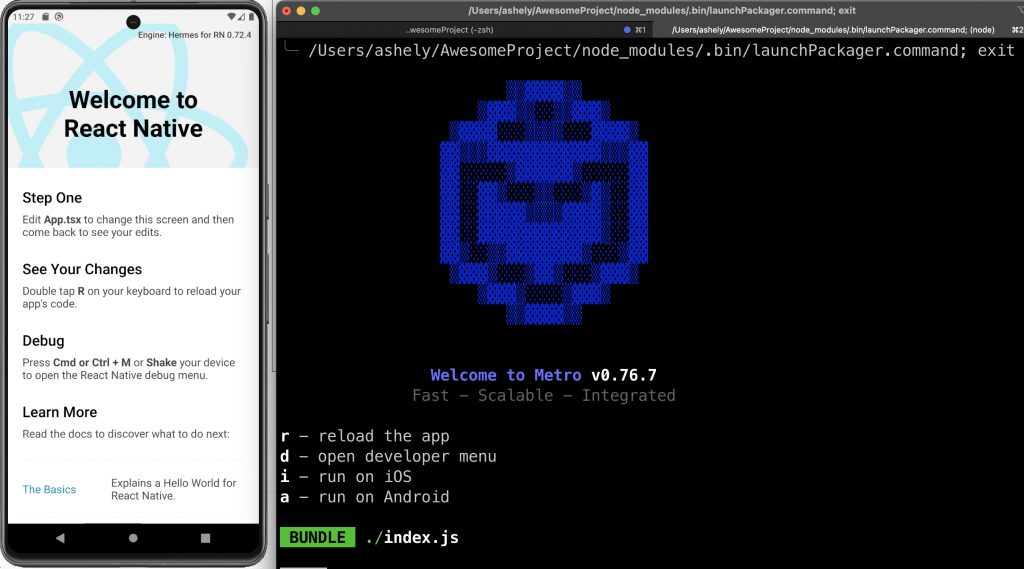 11:27
Engine: Hermes for RN 0.72.4
Welcome to
React Native
Step One
Edit App.tsx to change this screen and then
come back to see your edits.
See Your Changes
Double tap R on your keyboard to reload your
app's code.
Debug
Press Cmd or Ctrl + M or Shake your device
to open the React Native debug menu.
Learn More
Read the docs to discover what to do next:
The Basics
Explains a Hello World for
React Native.
/Users/ashely/AwesomeProject/node_modules/.bin/launchPackager.command; exit
...wesomeProject (-zsh)
⌘1
/Users/ashely/AwesomeProject/node_modules/.bin/launchPackager.command; (node)
⌘2
/Users/ashely/AwesomeProject/node_modules/.bin/launchPackager.command; exit
Welcome to Metro v0.76.7
Fast - Scalable - Integrated
r - reload the app
d - open developer menu
i - run on iOS
a - run on Android
BUNDLE ./index.js